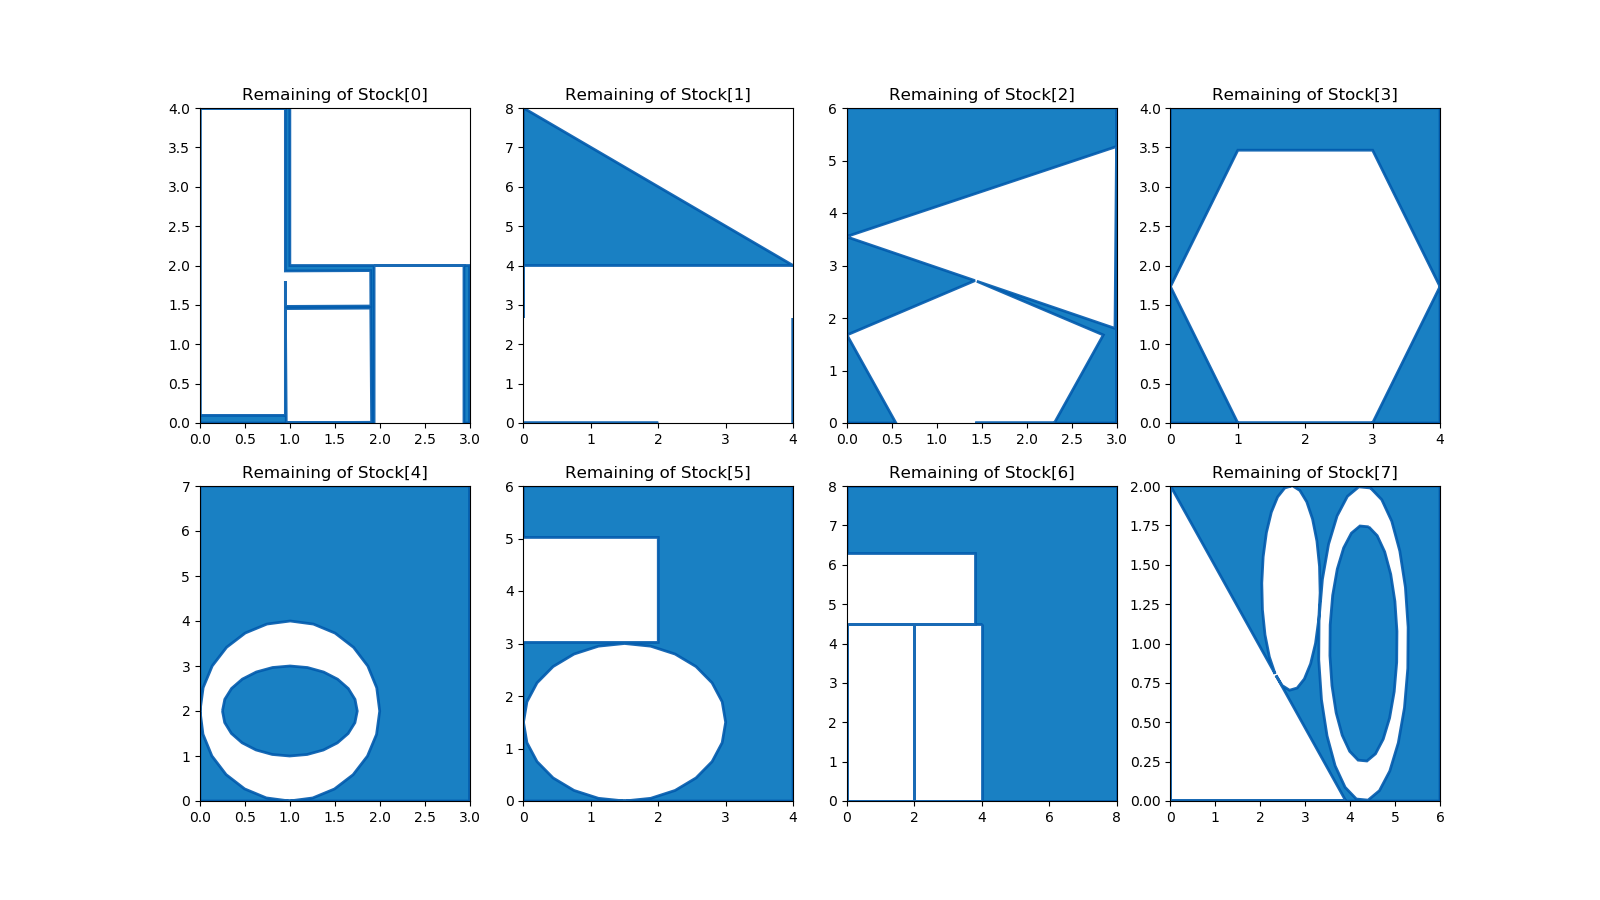 Remaining of Stock[0] Remaining of Stock[1] Remaining of Stock[2] Remaining of Stock[3]
4.0 8 6 4.0
3.5 7 3.5
5
3.0 6 3.0
2.5 5 4 2.5
2.0 4 3 2.0
1.5 3 1.5
2
1.0 2 1.0
0.5 1 1 0.5
0.0 0 0 0.0
0.0 0.5 1.0 1.5 2.0 2.5 3.0 0 1 2 3 4 0.0 0.5 1.0 1.5 2.0 2.5 3.0 0 1 2 3 4
Remaining of Stock[4] Remaining of Stock[5] Remaining of Stock[6] Remaining of Stock[7]
7 6 8 2.00
6 5 7 1.75
5 6 1.50
4 4 5 1.25
3 3 4 1.00
3 0.75
2 2
2 0.50
1 1 1 0.25
0 0 0 0.00
0.0 0.5 1.0 1.5 2.0 2.5 3.0 0 1 2 3 4 0 2 4 6 8 0 1 2 3 4 5 6